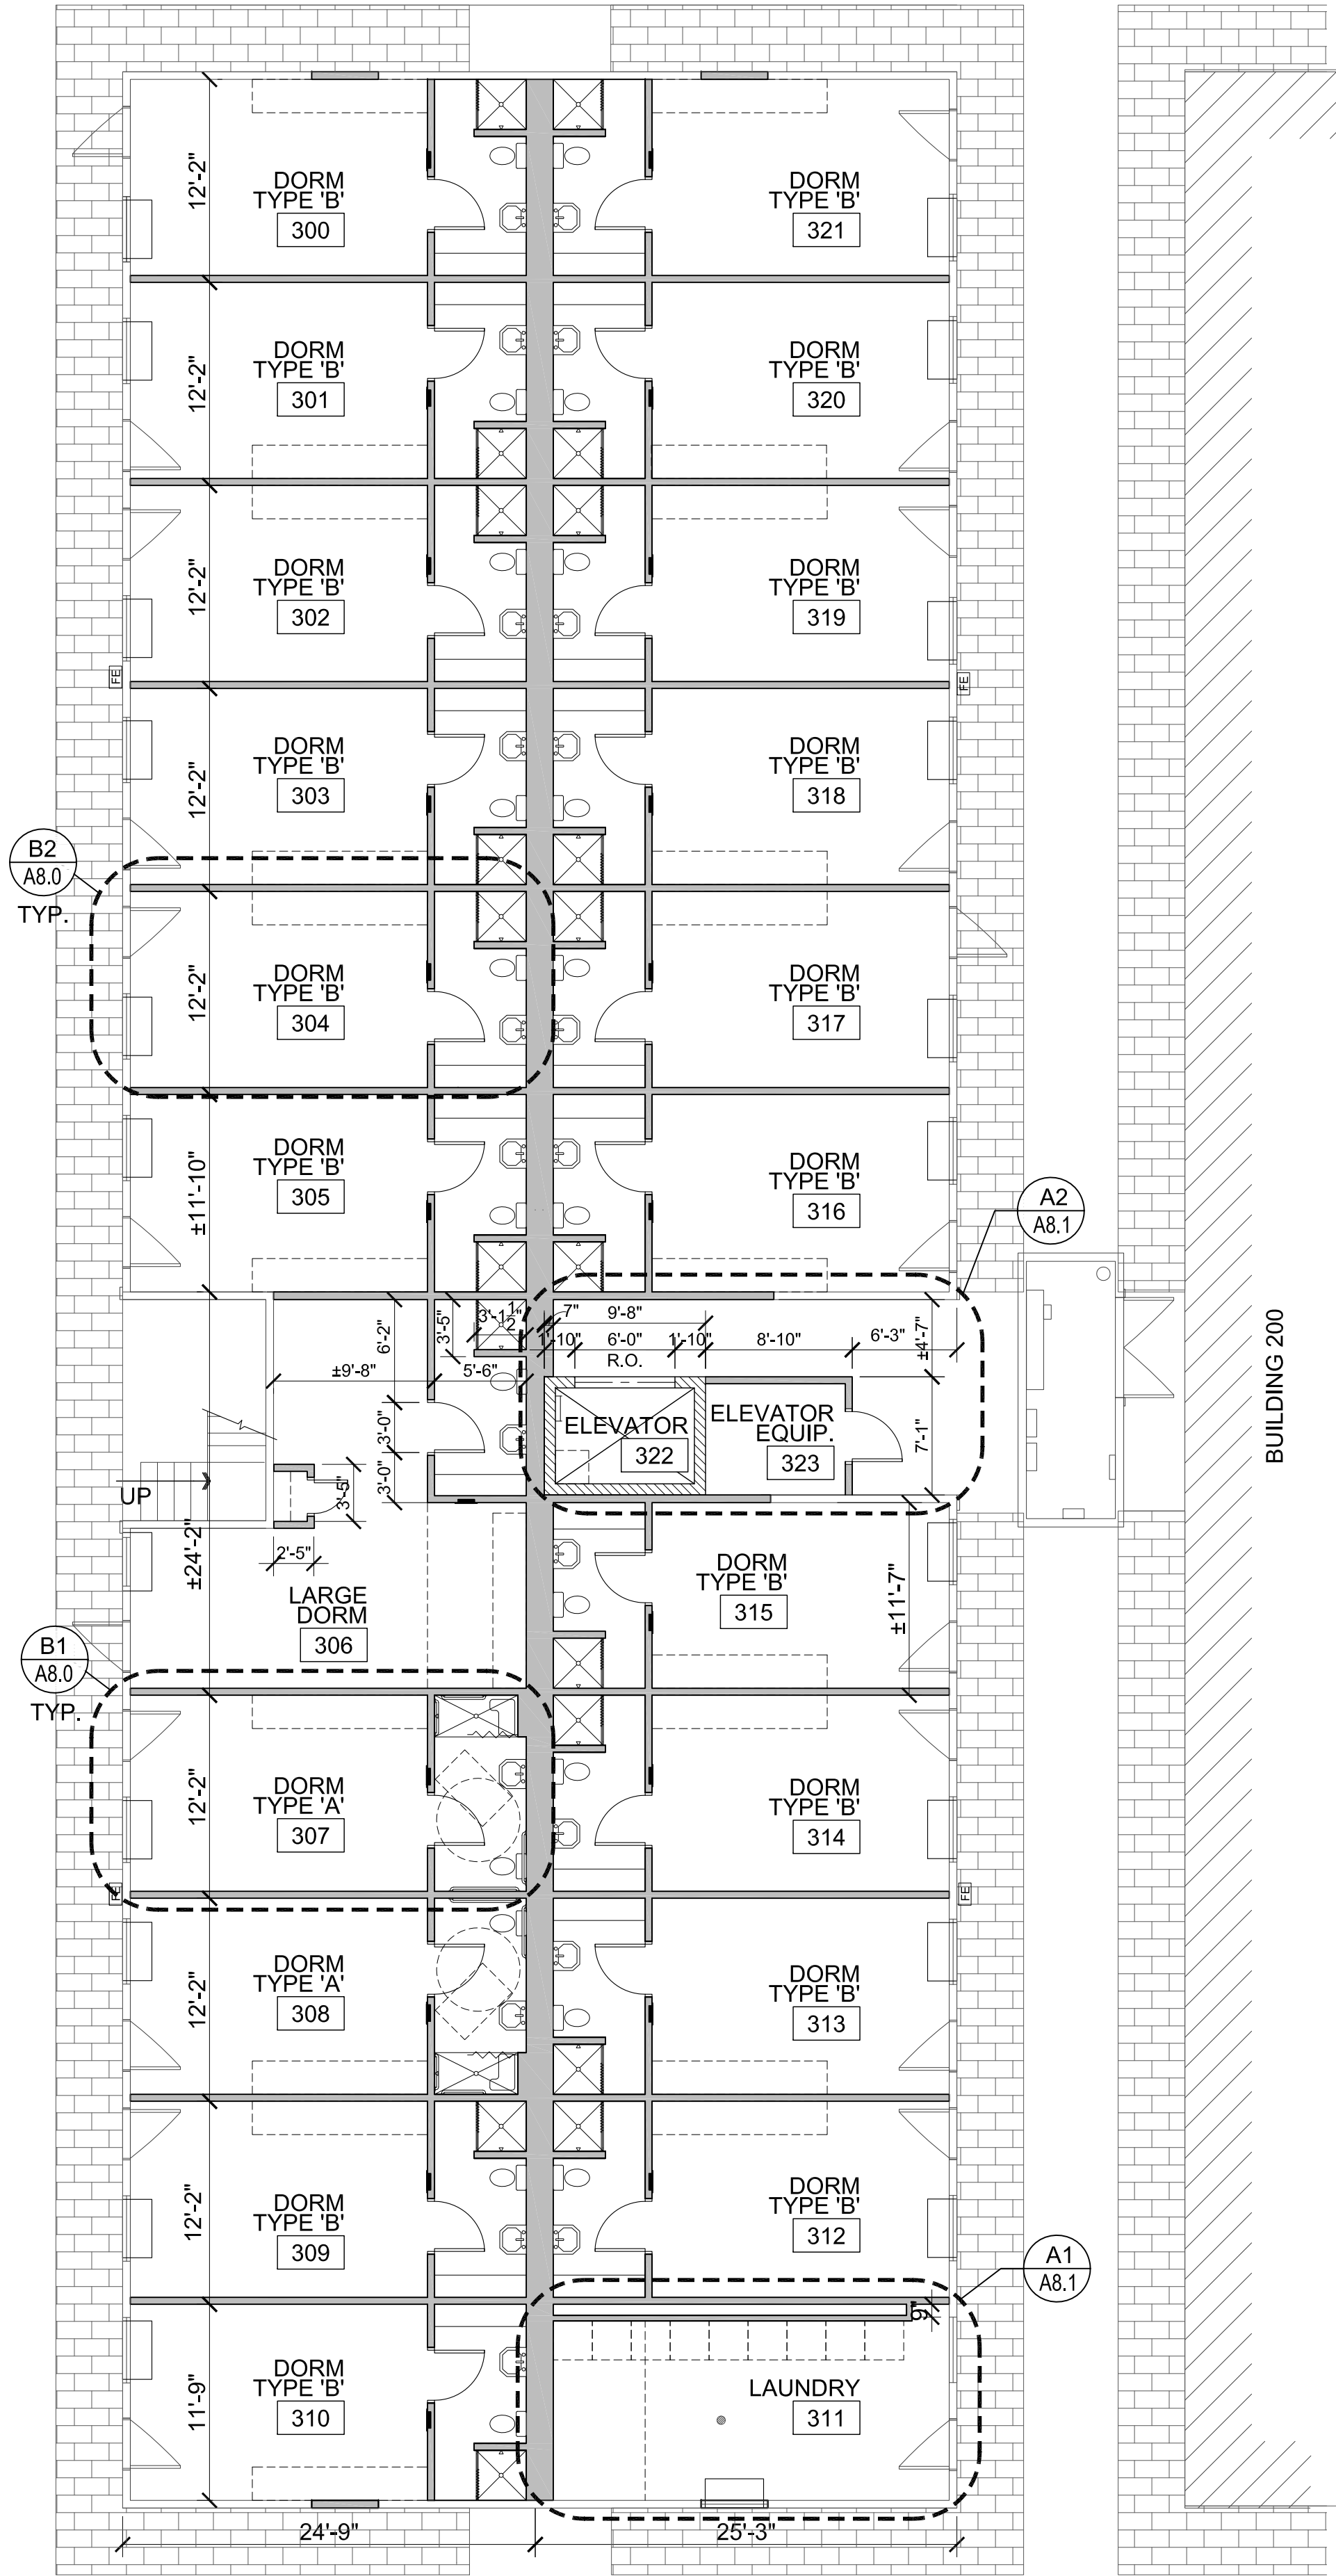 12'-2"
DORM
TYPE 'B'
300
DORM
TYPE 'B'
321
12'-2"
DORM
TYPE 'B'
301
DORM
TYPE 'B'
320
12'-2"
DORM
TYPE 'B'
302
DORM
TYPE 'B'
319
FE
FE
12'-2"
DORM
TYPE 'B'
303
DORM
TYPE 'B'
318
B2
A8.0
TYP.
12'-2"
DORM
TYPE 'B'
304
DORM
TYPE 'B'
317
±11'-10"
DORM
TYPE 'B'
305
DORM
TYPE 'B'
316
A2
A8.1
6'-2"
3'-5"
3'-1 1/2"
7"
9'-8"
1'-10"
6'-0"
R.O.
1'-10"
8'-10"
6'-3"
±4'-7"
±9'-8"
5'-6"
3'-0"
3'-0"
ELEVATOR
322
ELEVATOR
EQUIP.
323
7'-1"
BUILDING 200
UP
3'-5"
2'-5"
±24'-2"
LARGE
DORM
306
DORM
TYPE 'B'
315
±11'-7"
B1
A8.0
TYP.
12'-2"
DORM
TYPE 'A'
307
DORM
TYPE 'B'
314
FE
FE
12'-2"
DORM
TYPE 'A'
308
DORM
TYPE 'B'
313
12'-2"
DORM
TYPE 'B'
309
DORM
TYPE 'B'
312
A1
A8.1
9"
11'-9"
DORM
TYPE 'B'
310
LAUNDRY
311
24'-9"
25'-3"